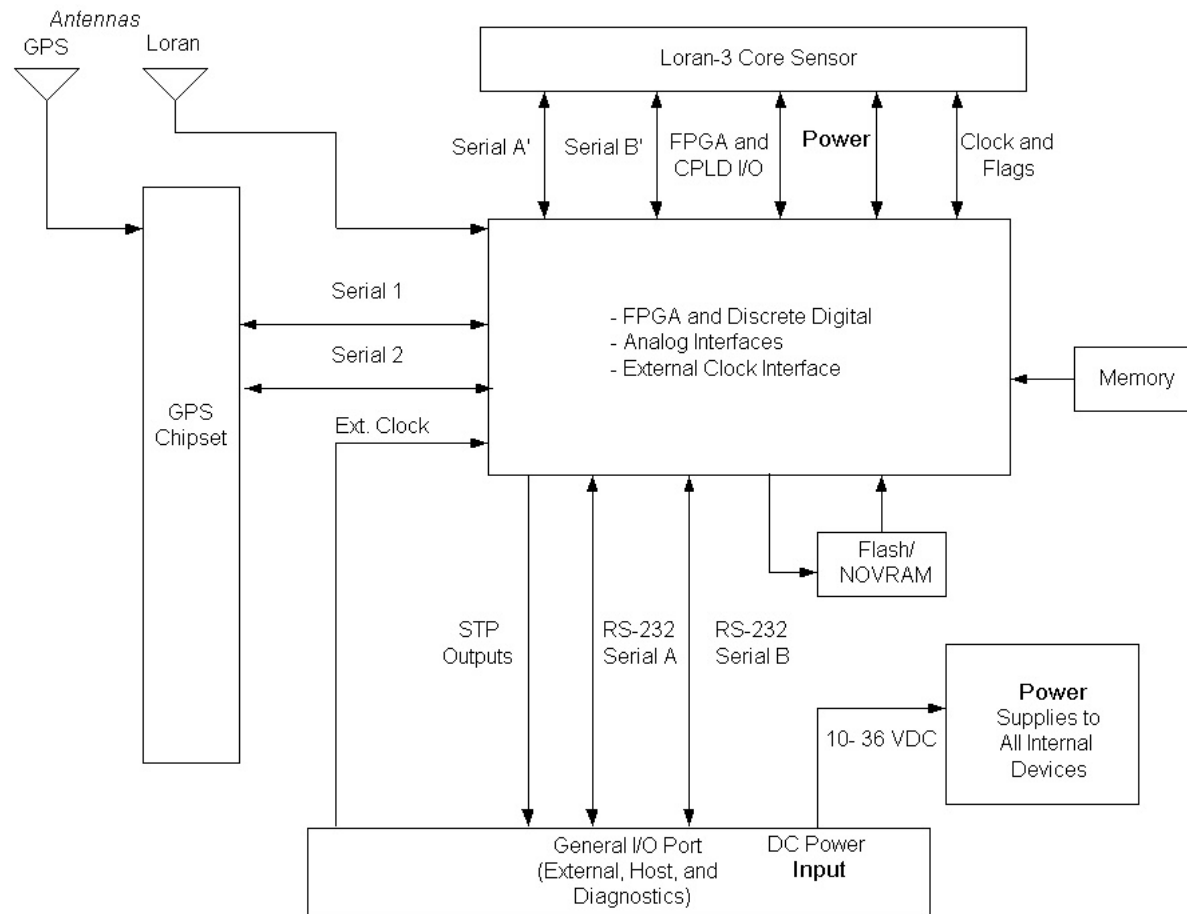 Antennas
GPS
Loran
Loran-3 Core Sensor
Serial A'
Serial B'
FPGA and
CPLD I/O
Power
Clock and
Flags
Serial 1
- FPGA and Discrete Digital
- Analog Interfaces
- External Clock Interface
Serial 2
Memory
GPS
Chipset
Ext. Clock
Flash/
NOVRAM
STP
Outputs
RS-232
Serial A
RS-232
Serial B
Power
Supplies to
All Internal
Devices
10- 36 VDC
General I/O Port
(External, Host, and
Diagnostics)
DC Power
Input